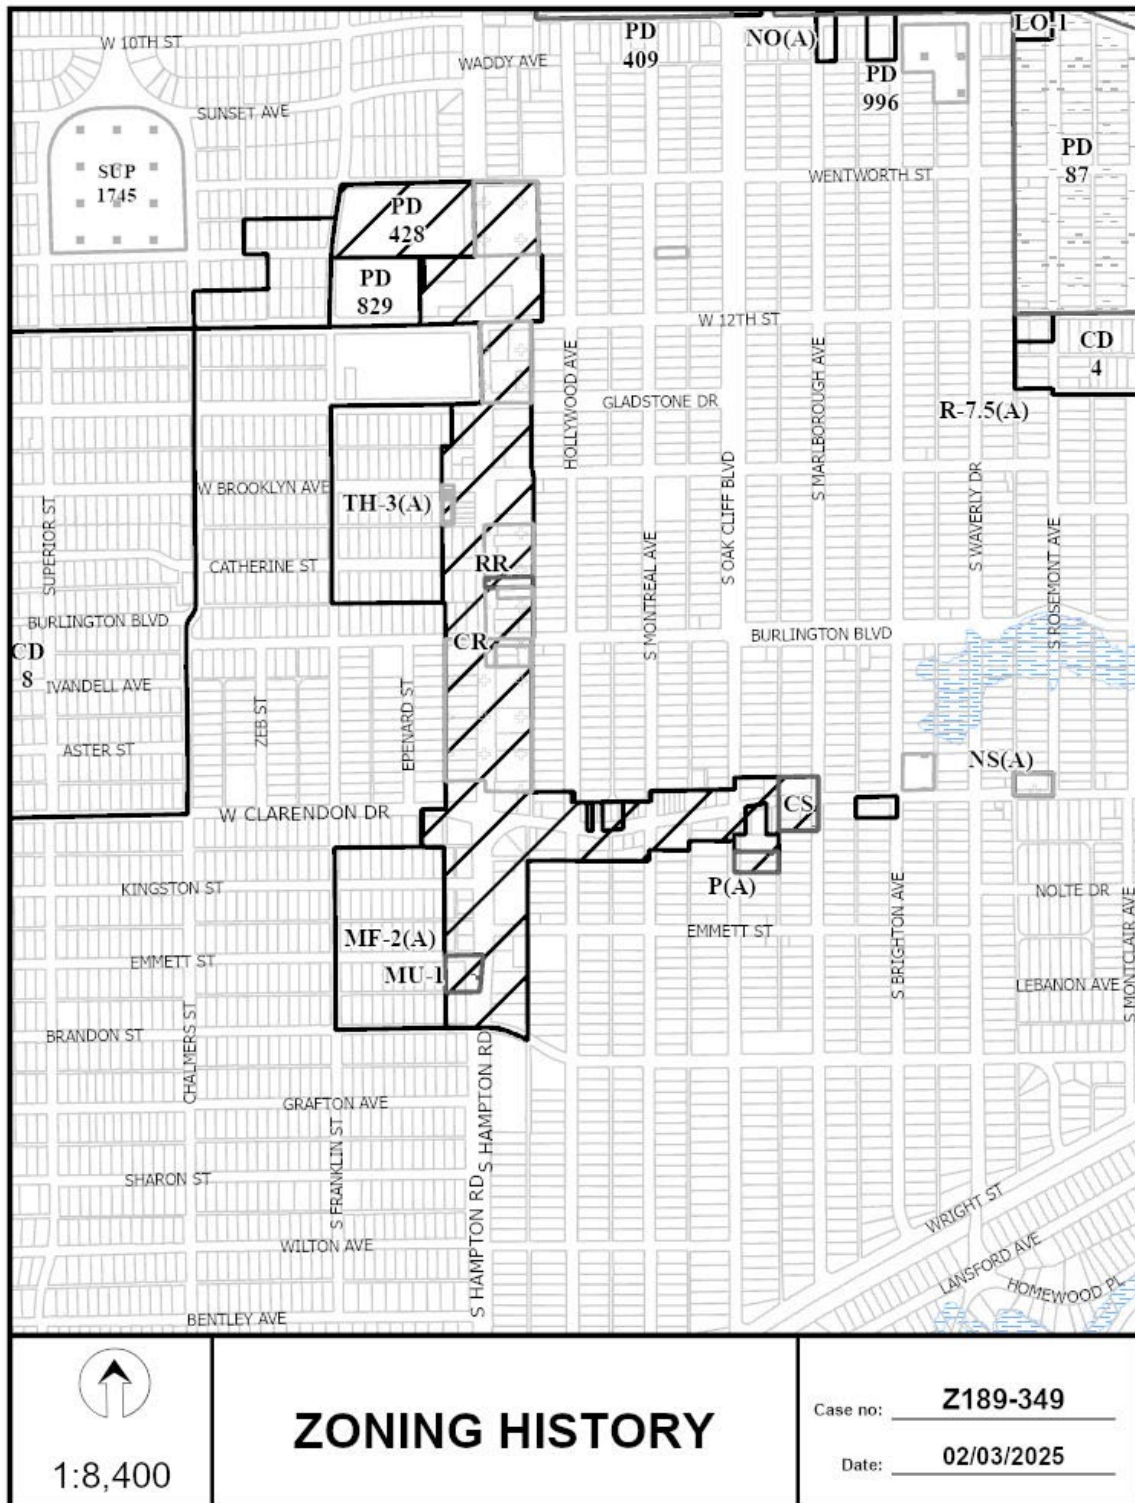 W 10TH ST
WADDY AVE
PD
409
NO(A)
LO-1
SUNSET AVE
PD
996
SUP
1745
WENTWORTH ST
PD
87
PD
428
PD
829
W 12TH ST
CD
4
HOLLYWOOD AVE
S MARLBOROUGH AVE
GLADSTONE DR
R-7.5(A)
W BROOKLYN AVE
TH-3(A)
S OAK CLIFF BLVD
S WAVERLY DR
SUPERIOR ST
CATHERINE ST
RR
S MONTREAL AVE
S ROSEMONT AVE
BURLINGTON BLVD
CR
BURLINGTON BLVD
CD
8
IVANDELL AVE
ZEB ST
EPENARD ST
ASTER ST
NS(A)
W CLARENDON DR
CS
KINGSTON ST
P(A)
S BRIGHTON AVE
NOLTE DR
S MONTCLAIR AVE
MF-2(A)
EMMETT ST
EMMETT ST
MU-1
LEBANON AVE
BRANDON ST
CHALMERS ST
S HAMPTON RD
GRAFTON AVE
S FRANKLIN ST
SHARON ST
S HAMPTON RD
WRIGHT ST
WILTON AVE
LANSFORD AVE
HOMEWOOD PL
BENTLEY AVE
1:8,400
ZONING HISTORY
Case no: Z189-349
Date: 02/03/2025